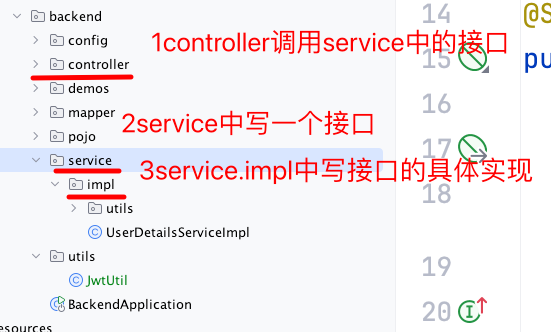 backend
config
1controller调用service中的接口
controller
demos
mapper
2service中写一个接口
pojo
service
3service.impl中写接口的具体实现
impl
utils
UserDetailsServiceImpl
utils
JwtUtil
BackendApplication
esources
14 @S
15 pu
16
17
18
19
20